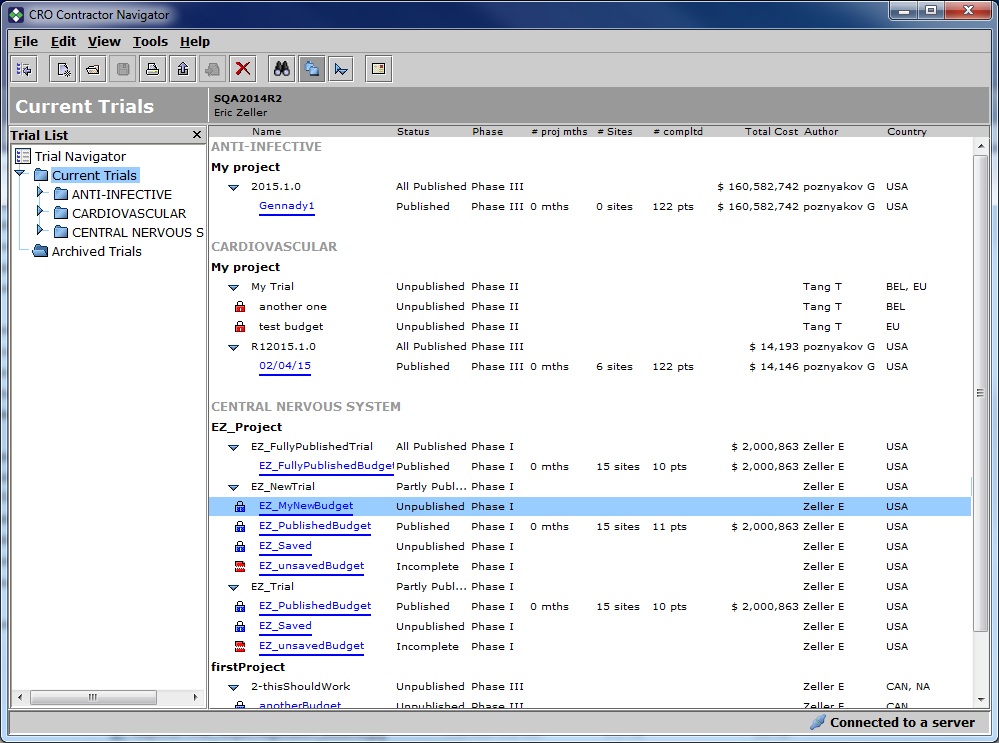 CRO Contractor Navigator
File Edit View Tools Help
Current Trials
SQA2014R2
Eric Zeller
Trial List
Trial Navigator
Current Trials
ANTI-INFECTIVE
CARDIOVASCULAR
CENTRAL NERVOUS S
Archived Trials
Name Status Phase # proj mths # Sites # compltd Total Cost Author Country
ANTI-INFECTIVE
My project
2015.1.0 All Published Phase III $ 160,582,742 poznyakov G USA
Gennady1 Published Phase III 0 mths 0 sites 122 pts $ 160,582,742 poznyakov G USA
CARDIOVASCULAR
My project
My Trial Unpublished Phase II Tang T BEL, EU
another one Unpublished Phase II Tang T BEL
test budget Unpublished Phase II Tang T EU
R12015.1.0 All Published Phase III $ 14,193 poznyakov G USA
02/04/15 Published Phase III 0 mths 6 sites 122 pts $ 14,146 poznyakov G USA
CENTRAL NERVOUS SYSTEM
EZ_Project
EZ_FullyPublishedTrial All Published Phase I $ 2,000,863 Zeller E USA
EZ_FullyPublishedBudget Published Phase I 0 mths 15 sites 10 pts $ 2,000,863 Zeller E USA
EZ_NewTrial Partly Publ... Phase I Zeller E USA
EZ_MyNewBudget Unpublished Phase I Zeller E USA
EZ_PublishedBudget Published Phase I 0 mths 15 sites 11 pts $ 2,000,863 Zeller E USA
EZ_Saved Unpublished Phase I Zeller E USA
EZ_unsavedBudget Incomplete Phase I Zeller E USA
EZ_Trial Partly Publ... Phase I Zeller E USA
EZ_PublishedBudget Published Phase I 0 mths 15 sites 10 pts $ 2,000,863 Zeller E USA
EZ_Saved Unpublished Phase I Zeller E USA
EZ_unsavedBudget Incomplete Phase I Zeller E USA
firstProject
2-thisShouldWork Unpublished Phase III Zeller E CAN, NA
anotherBudget Unpublished Phase III Zeller E CAN
Connected to a server